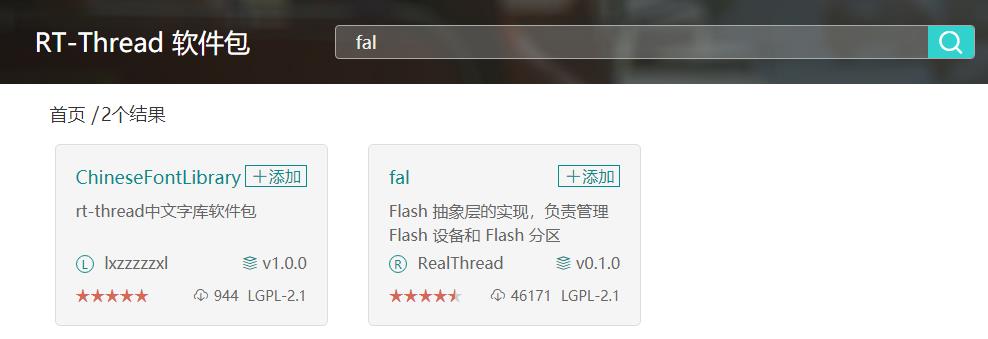 RT-Thread 软件包
fal
首页 /2个结果
ChineseFontLibrary +添加
rt-thread中文字库软件包
L lxzzzzzxl v1.0.0
944 LGPL-2.1
fal +添加
Flash 抽象层的实现，负责管理
Flash 设备和 Flash 分区
R RealThread v0.1.0
46171 LGPL-2.1